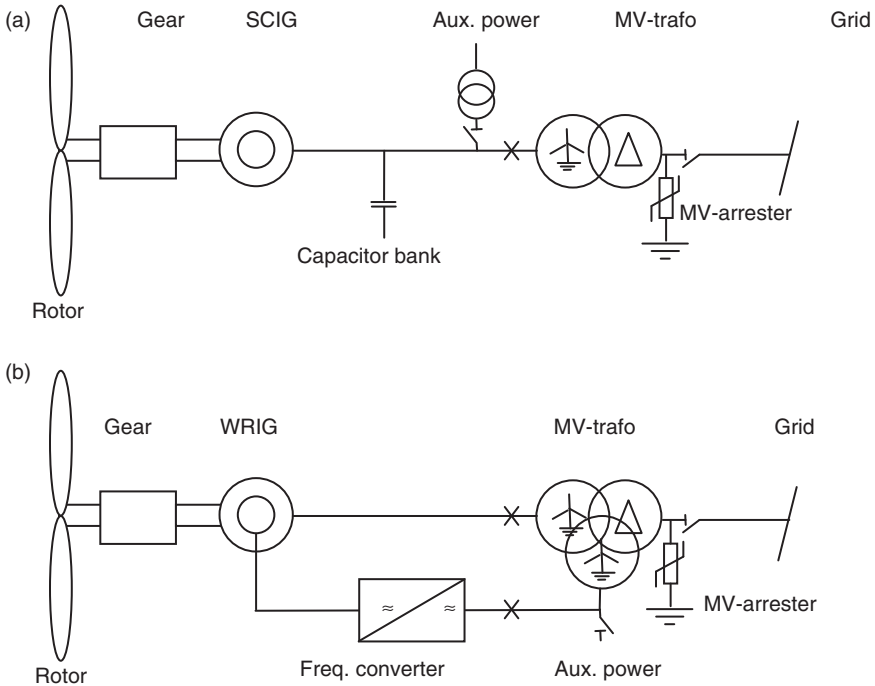 (a)
Gear SCIG Aux. power MV-trafo Grid
MV-arrester
Capacitor bank
Rotor
(b)
Gear WRIG MV-trafo Grid
≈ ≈
MV-arrester
Freq. converter Aux. power
Rotor